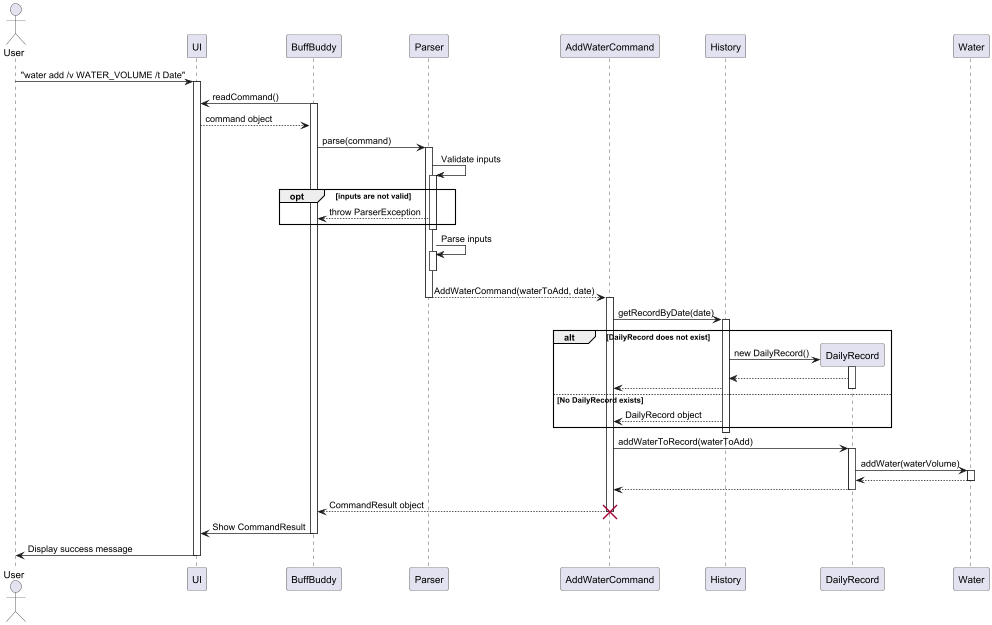 User
UI
BuffBuddy
Parser
AddWaterCommand
History
Water
"water add /v WATER_VOLUME /t Date"
readCommand()
command object
parse(command)
Validate inputs
opt
[inputs are not valid]
throw ParserException
Parse inputs
AddWaterCommand(waterToAdd, date)
getRecordByDate(date)
alt
[DailyRecord does not exist]
new DailyRecord()
DailyRecord
[No DailyRecord exists]
DailyRecord object
addWaterToRecord(waterToAdd)
addWater(waterVolume)
CommandResult object
Show CommandResult
Display success message
User
UI
BuffBuddy
Parser
AddWaterCommand
History
DailyRecord
Water